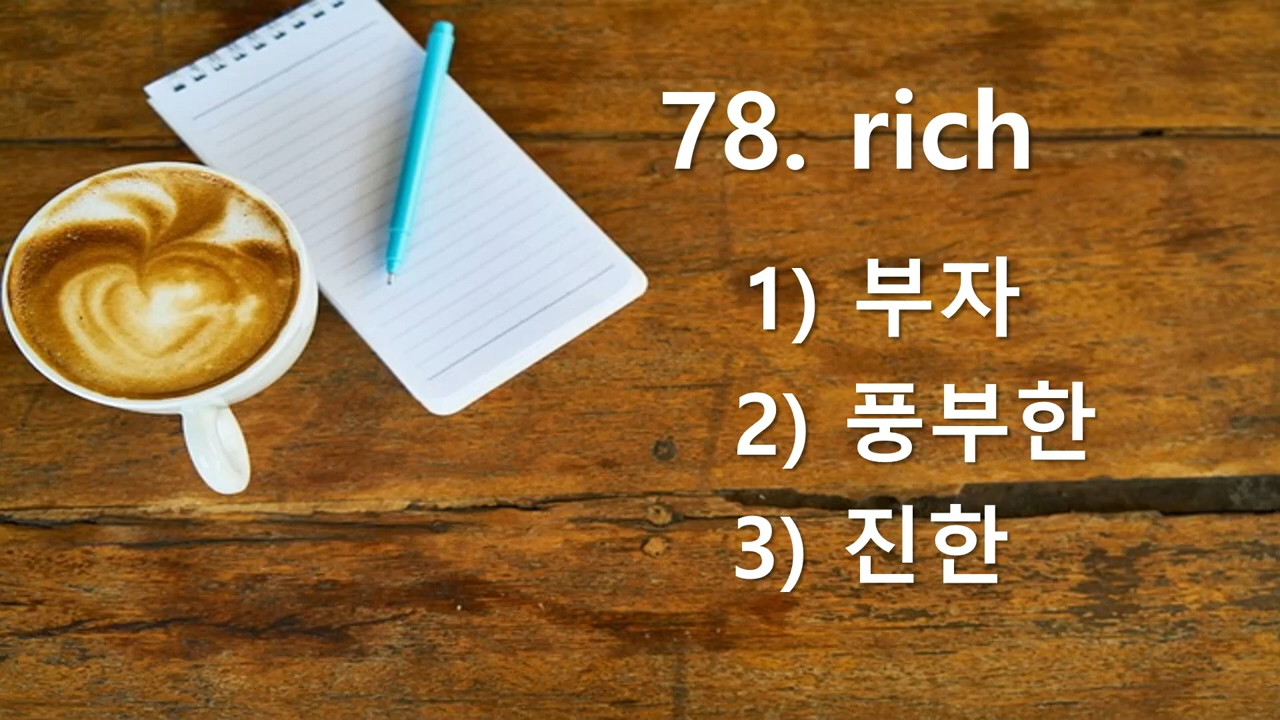 78. rich
1) 부자
2) 풍부한
3) 진한